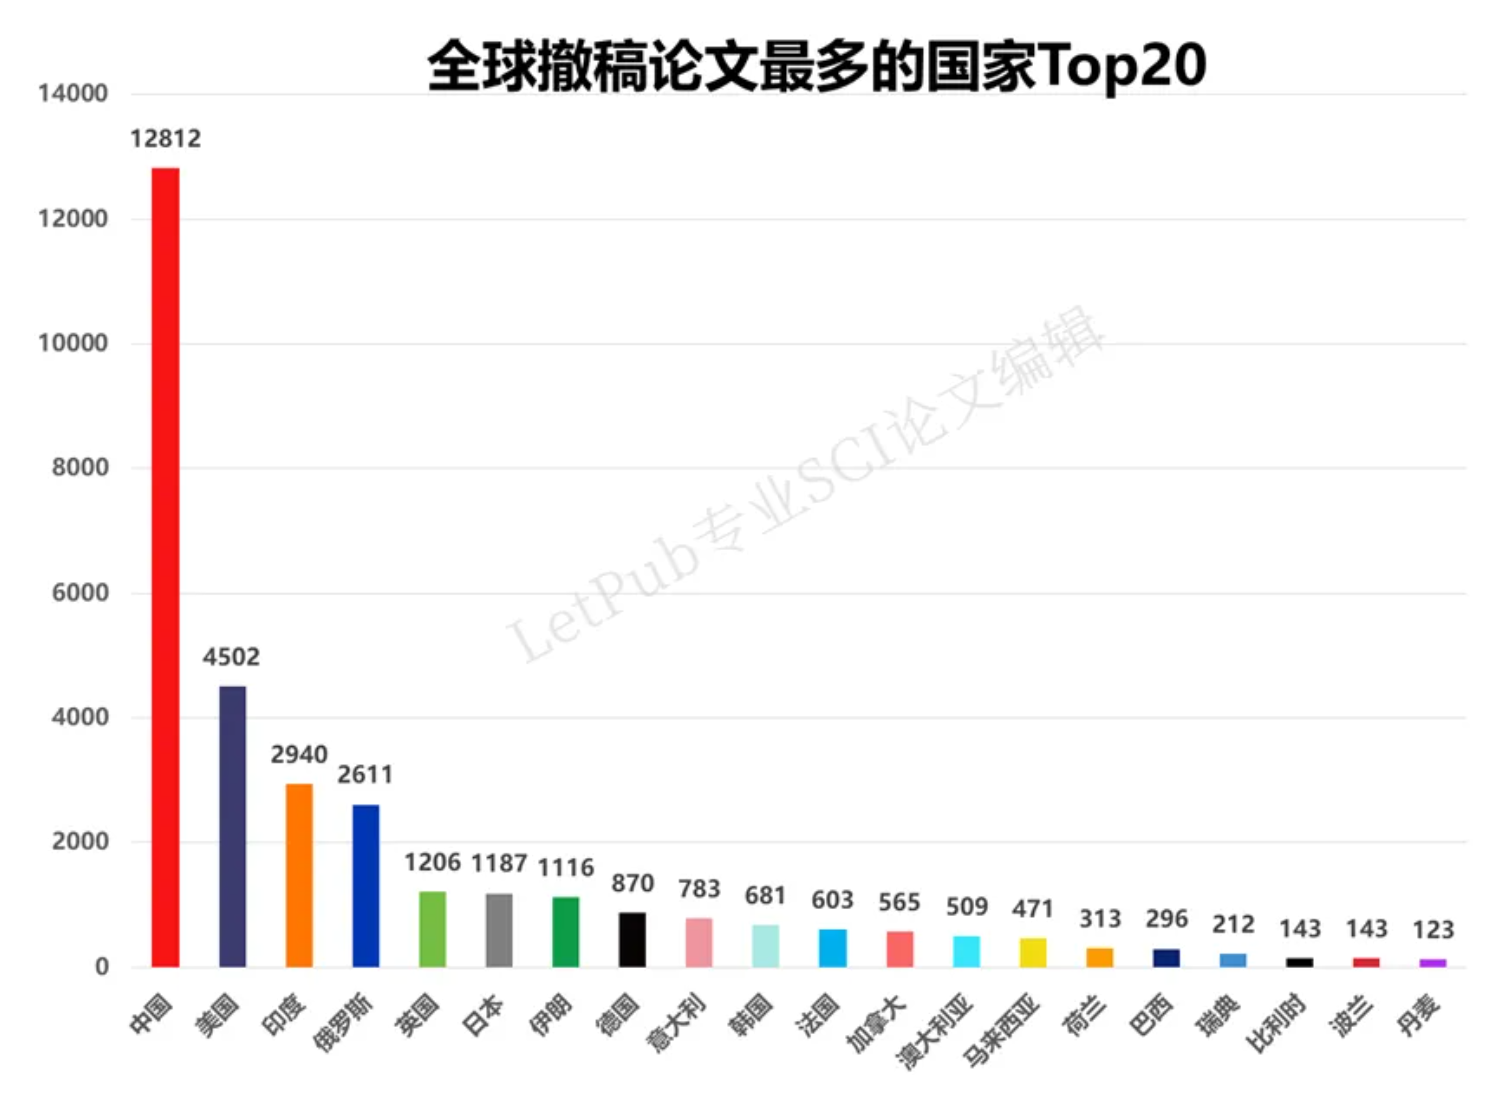 全球撤稿论文最多的国家Top20
14000
12000
10000
8000
6000
4000
2000
0
12812
4502
2940
2611
1206
1187
1116
870
783
681
603
565
509
471
313
296
212
143
143
123
中国
美国
印度
俄罗斯
英国
日本
伊朗
德国
意大利
韩国
法国
加拿大
澳大利亚
马来西亚
荷兰
巴西
瑞典
比利时
波兰
丹麦
LetPub专业SCI论文编辑